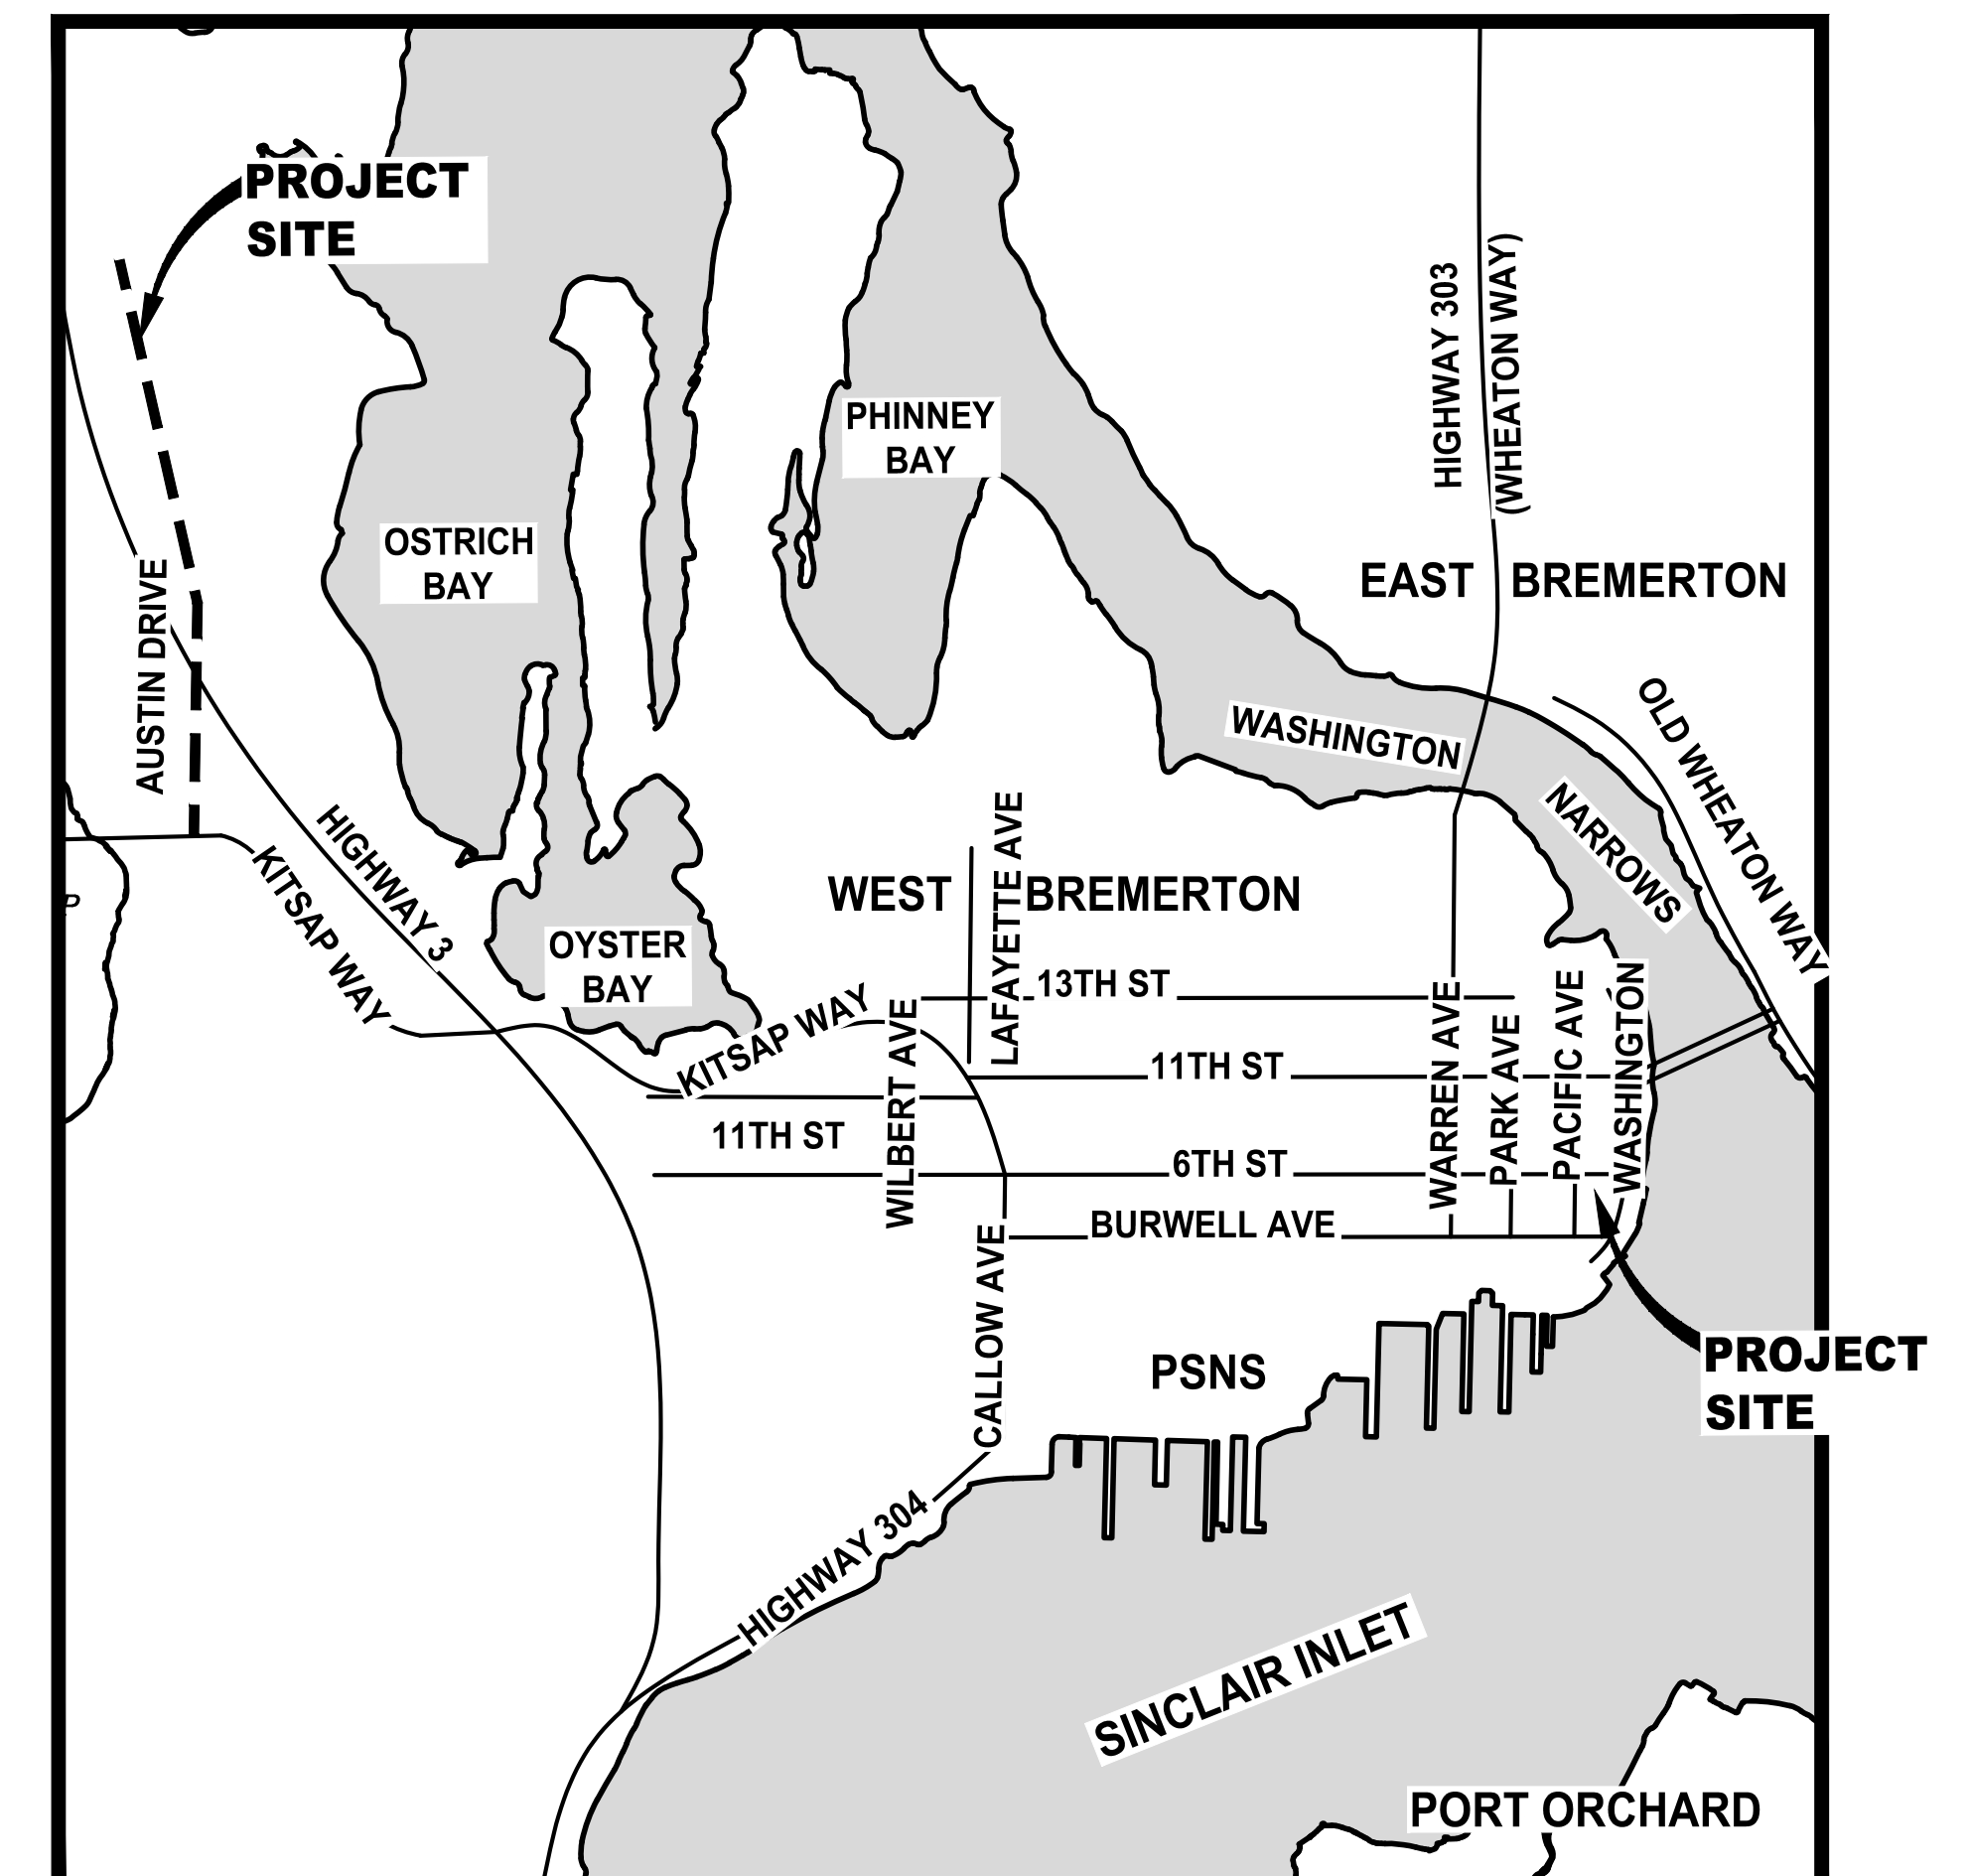 PROJECT
SITE
HIGHWAY 303
(WHEATON WAY)
PHINNEY
BAY
OSTRICH
BAY
EAST BREMERTON
AUSTIN DRIVE
WASHINGTON
NARROWS
OLD WHEATON WAY
HIGHWAY 3
KITSAP WAY
WEST BREMERTON
LAFAYETTE AVE
OYSTER
BAY
KITSAP WAY
13TH ST
WILBERT AVE
11TH ST
11TH ST
WARREN AVE
PARK AVE
PACIFIC AVE
WASHINGTON
6TH ST
BURWELL AVE
CALLOW AVE
PSNS
PROJECT
SITE
HIGHWAY 304
SINCLAIR INLET
PORT ORCHARD